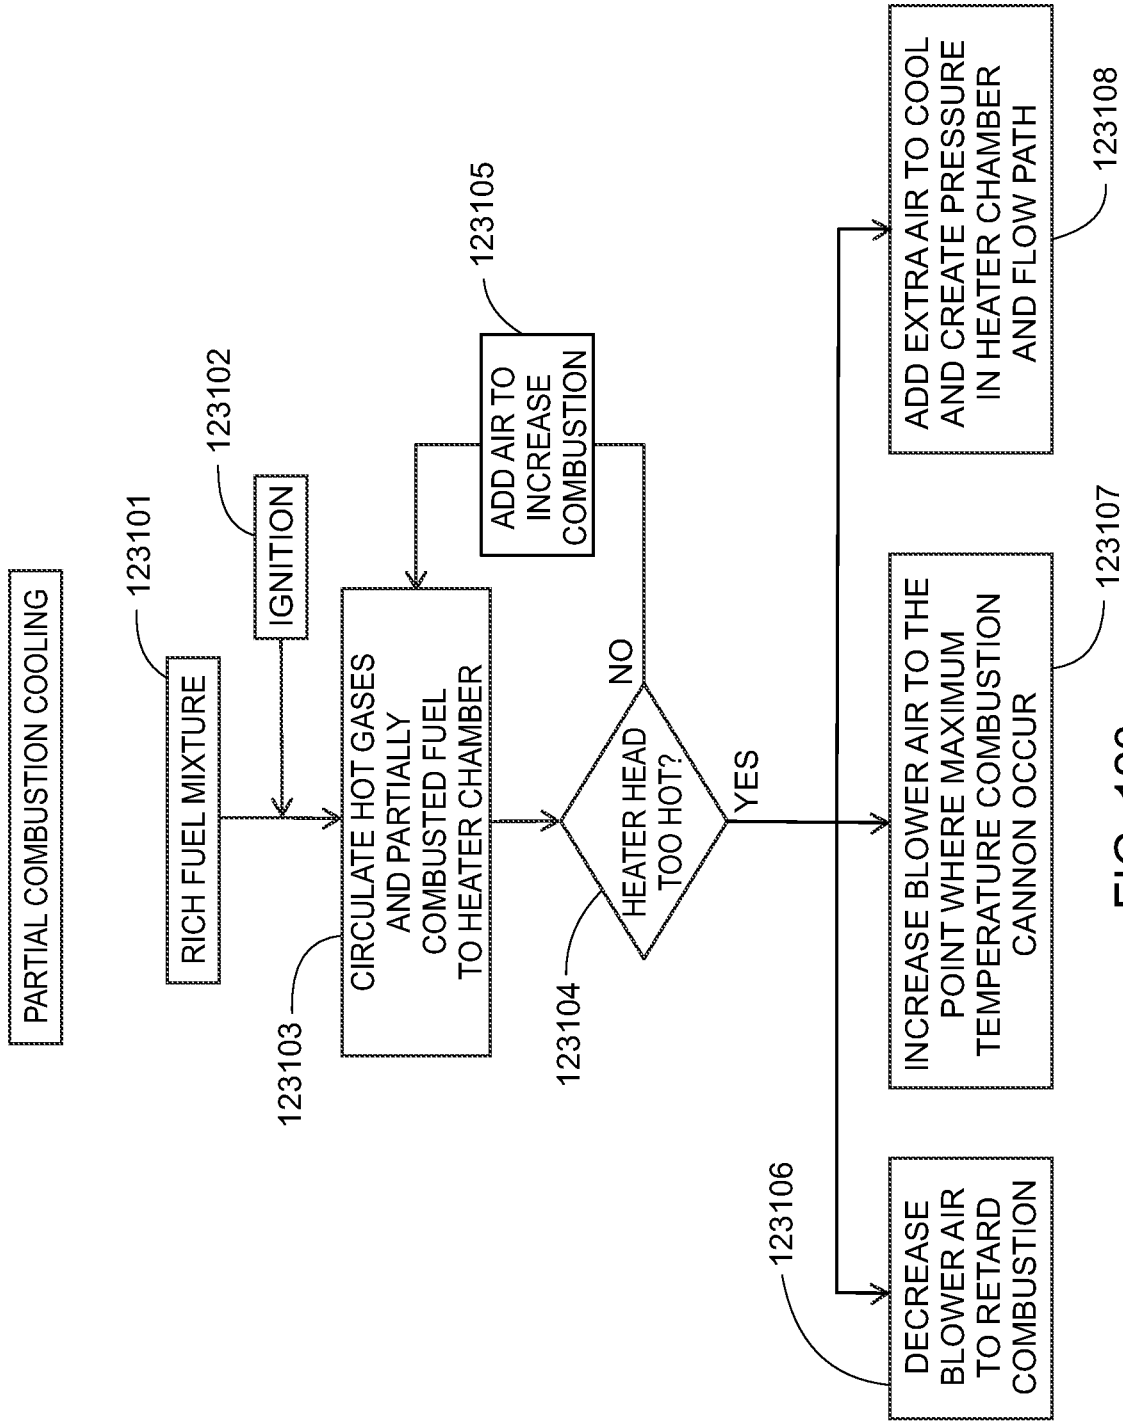 PARTIAL COMBUSTION COOLING
123101
RICH FUEL MIXTURE
123102
IGNITION
123103
CIRCULATE HOT GASES
AND PARTIALLY
COMBUSTED FUEL
TO HEATER CHAMBER
123105
ADD AIR TO
INCREASE
COMBUSTION
123104
HEATER HEAD
TOO HOT?
NO
YES
123106
DECREASE
BLOWER AIR
TO RETARD
COMBUSTION
INCREASE BLOWER AIR TO THE
POINT WHERE MAXIMUM
TEMPERATURE COMBUSTION
CANNON OCCUR
123107
ADD EXTRA AIR TO COOL
AND CREATE PRESSURE
IN HEATER CHAMBER
AND FLOW PATH
123108